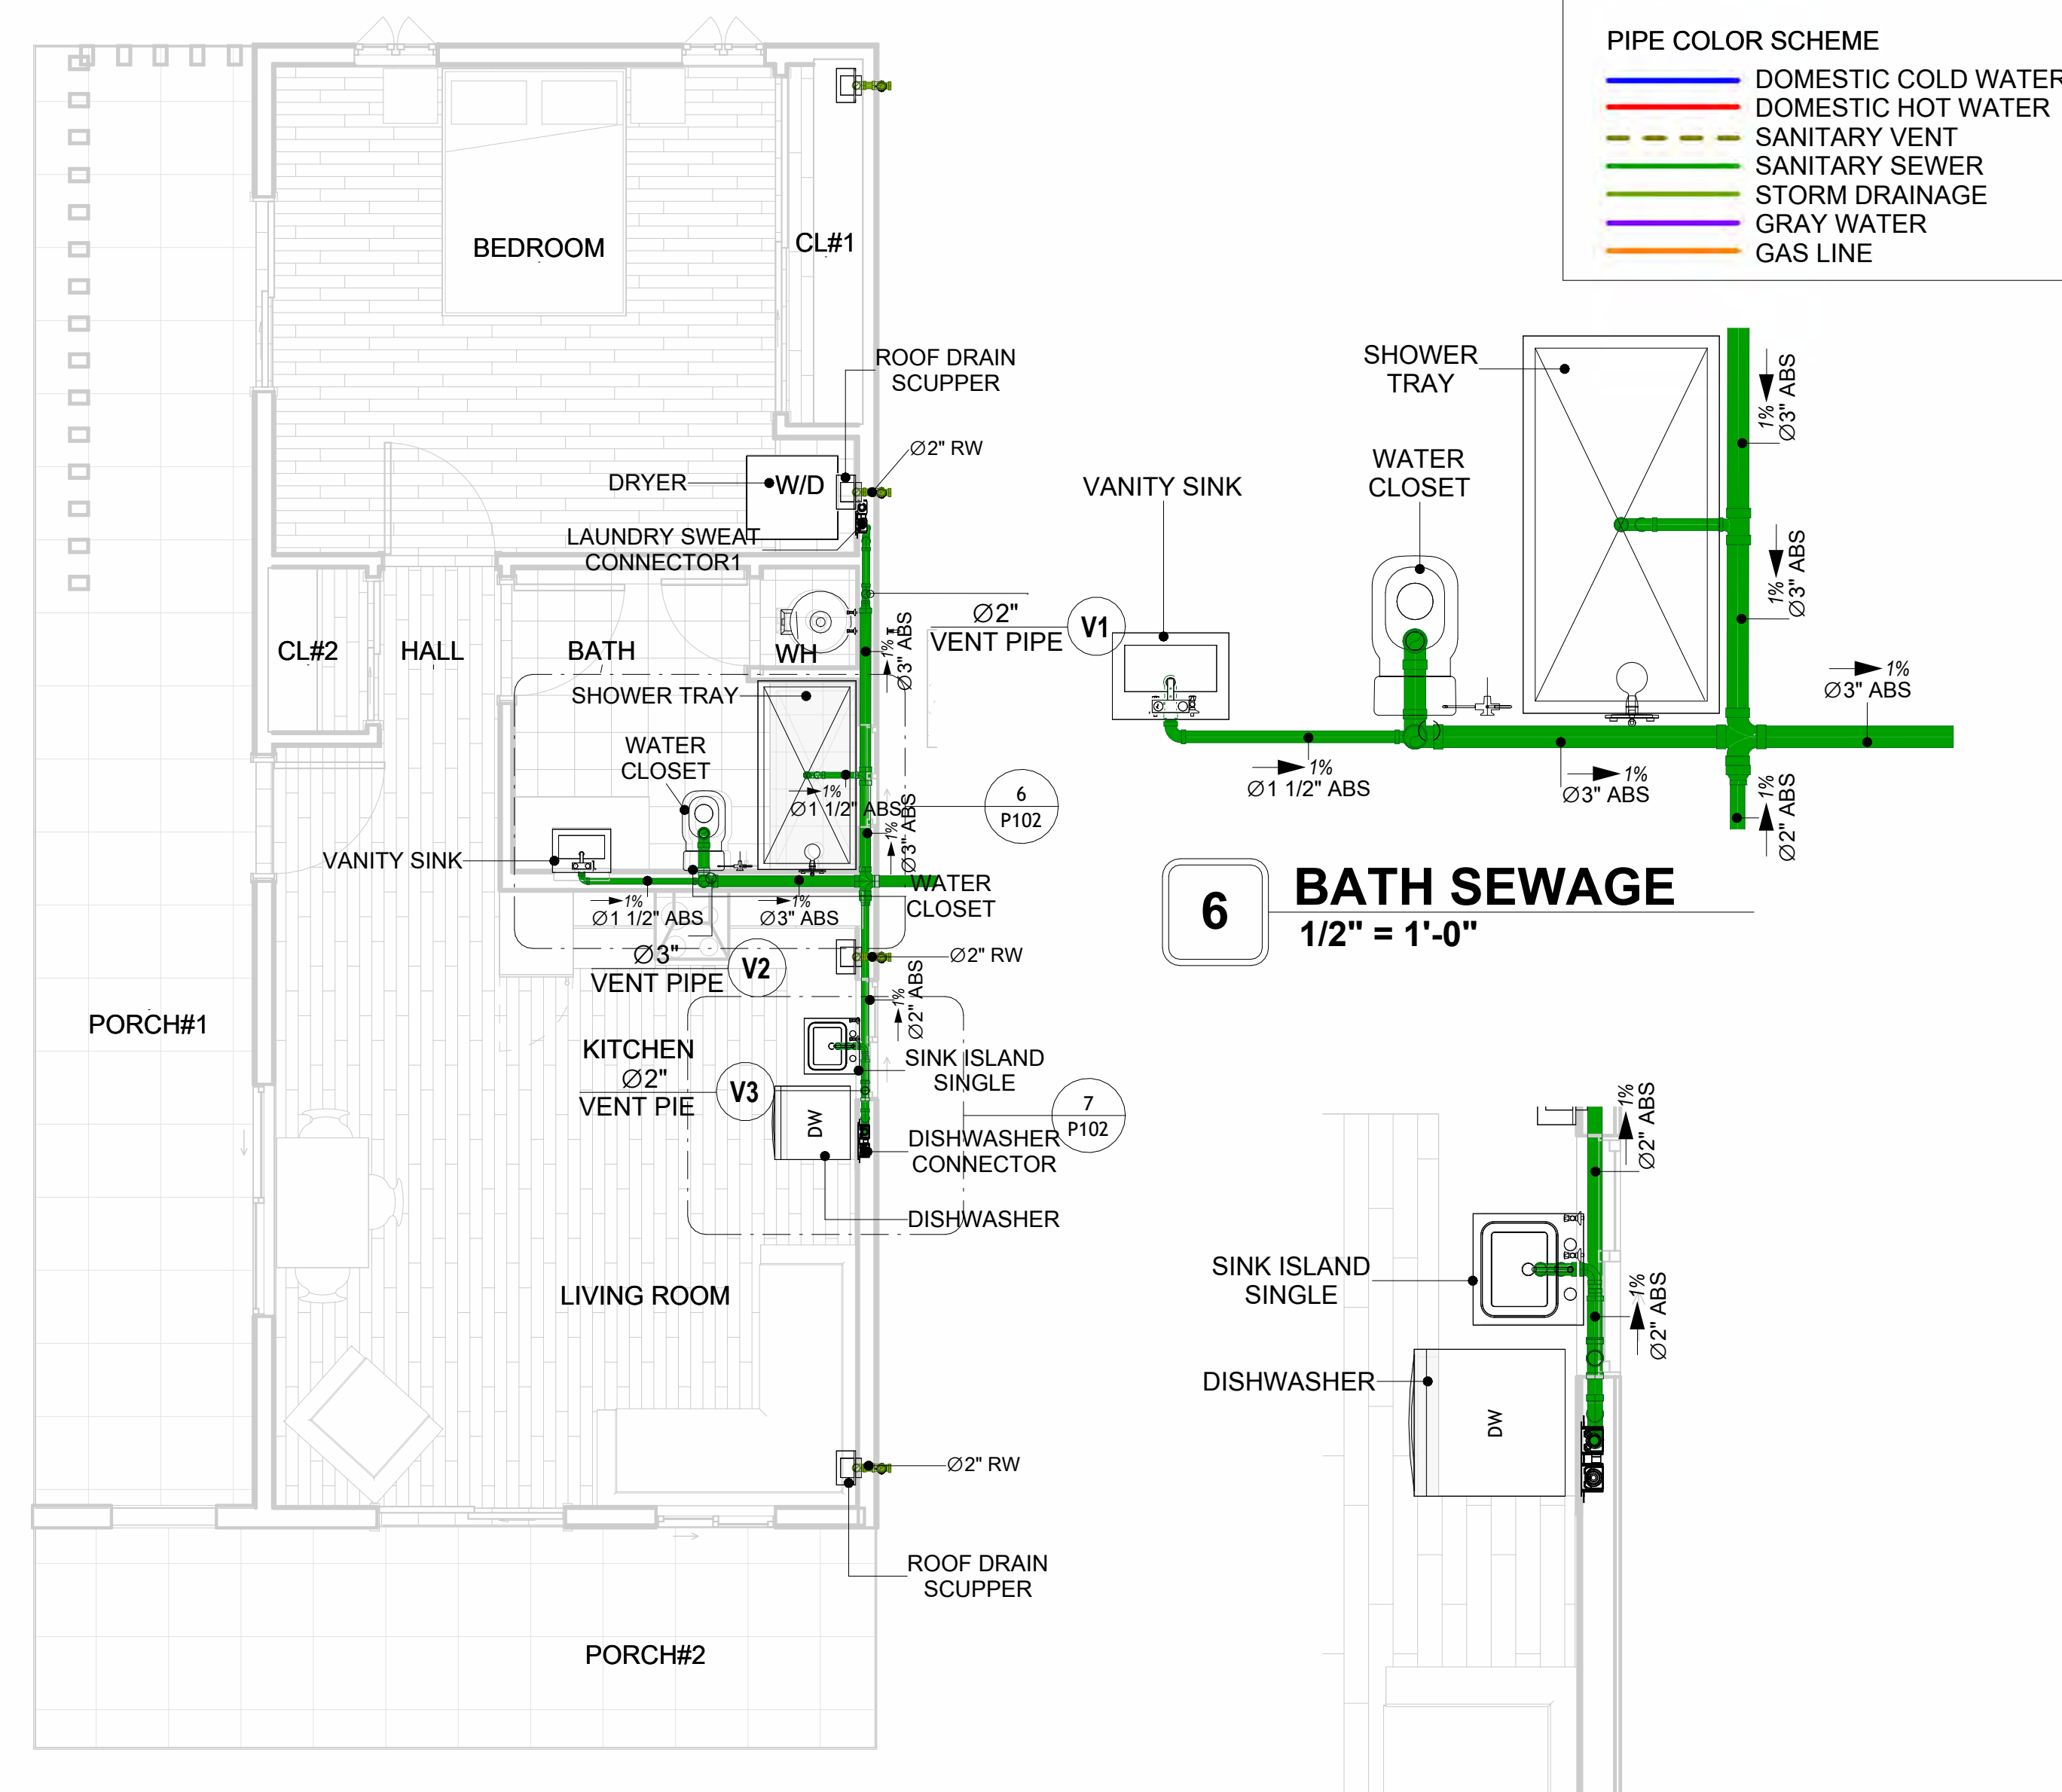 PIPE COLOR SCHEME
DOMESTIC COLD WATER
DOMESTIC HOT WATER
SANITARY VENT
SANITARY SEWER
STORM DRAINAGE
GRAY WATER
GAS LINE
BEDROOM
CL#1
ROOF DRAIN
SCUPPER
Ø2" RW
DRYER
W/D
LAUNDRY SWEAT
CONNECTOR1
Ø2"
VENT PIPE
V1
CL#2
HALL
BATH
WH
1%
Ø3" ABS
SHOWER TRAY
WATER
CLOSET
1%
Ø1 1/2" ABS
1%
Ø3" ABS
6
P102
VANITY SINK
WATER
CLOSET
1%
Ø1 1/2" ABS
1%
Ø3" ABS
Ø3"
VENT PIPE
V2
Ø2" RW
1%
Ø2" ABS
PORCH#1
KITCHEN
Ø2"
VENT PIE
V3
SINK ISLAND
SINGLE
7
P102
DW
DISHWASHER
CONNECTOR
DISHWASHER
LIVING ROOM
Ø2" RW
ROOF DRAIN
SCUPPER
PORCH#2
SHOWER
TRAY
1%
Ø3" ABS
WATER
CLOSET
VANITY SINK
1%
Ø3" ABS
1%
Ø3" ABS
1%
Ø1 1/2" ABS
1%
Ø3" ABS
1%
Ø2" ABS
6
BATH SEWAGE
1/2" = 1'-0"
1%
Ø2" ABS
SINK ISLAND
SINGLE
1%
Ø2" ABS
DISHWASHER
DW